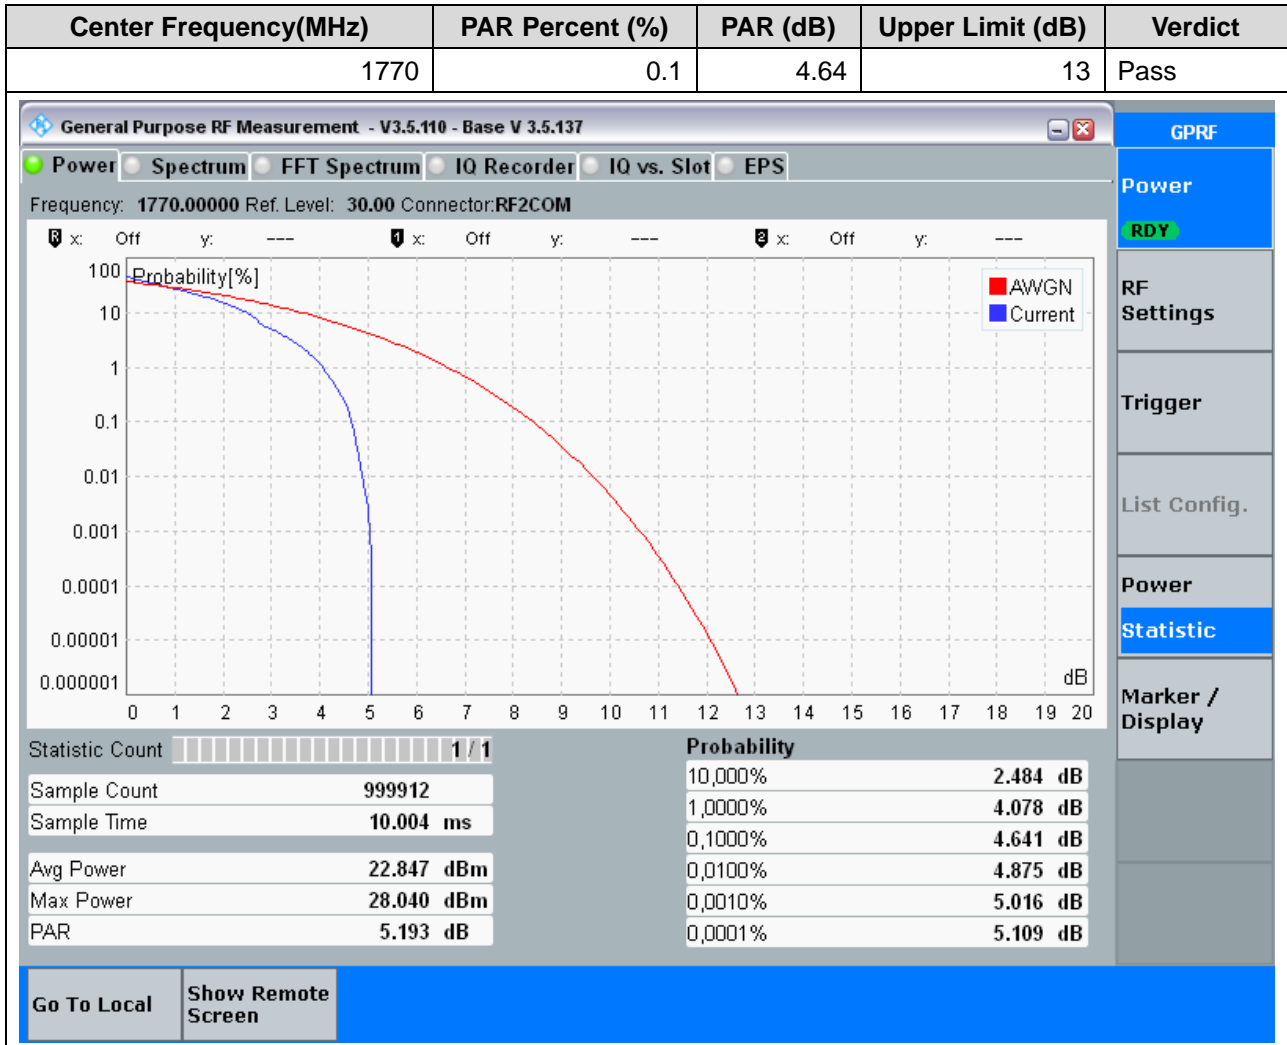 Center Frequency(MHz) PAR Percent (%) PAR (dB) Upper Limit (dB) Verdict
1770 0.1 4.64 13 Pass
General Purpose RF Measurement - V3.5.110 - Base V 3.5.137
GPRF
Power Spectrum FFT Spectrum IQ Recorder IQ vs. Slot EPS
Frequency: 1770.00000 Ref. Level: 30.00 Connector:RF2COM
R x: Off y: --- 1 x: Off y: --- 2 x: Off y: ---
Probability[%]
AWGN
Current
100
10
1
0.1
0.01
0.001
0.0001
0.00001
0.000001
dB
0 1 2 3 4 5 6 7 8 9 10 11 12 13 14 15 16 17 18 19 20
Statistic Count 1 / 1
Sample Count 999912
Sample Time 10.004 ms
Avg Power 22.847 dBm
Max Power 28.040 dBm
PAR 5.193 dB
Probability
10,000% 2.484 dB
1,0000% 4.078 dB
0,1000% 4.641 dB
0,0100% 4.875 dB
0,0010% 5.016 dB
0,0001% 5.109 dB
Power
RDY
RF
Settings
Trigger
List Config.
Power
Statistic
Marker /
Display
Go To Local
Show Remote
Screen